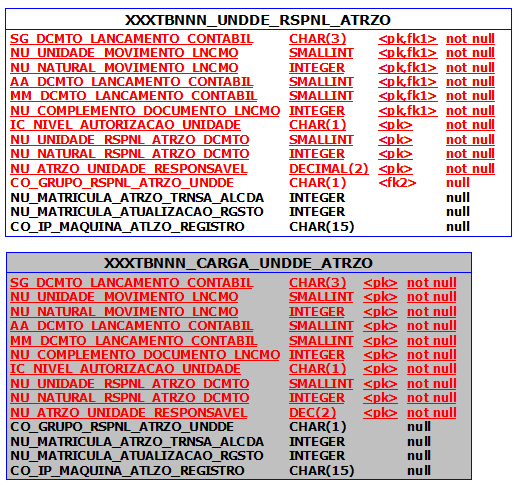 XXXTBNNN_UNDDE_RSPNL_ATRZO
SG_DCMTO_LANCAMENTO_CONTABIL CHAR(3) <pk,fk1> not null
NU_UNIDADE_MOVIMENTO_LNCMO SMALLINT <pk,fk1> not null
NU_NATURAL_MOVIMENTO_LNCMO INTEGER <pk,fk1> not null
AA_DCMTO_LANCAMENTO_CONTABIL SMALLINT <pk,fk1> not null
MM_DCMTO_LANCAMENTO_CONTABIL SMALLINT <pk,fk1> not null
NU_COMPLEMENTO_DOCUMENTO_LNCMO INTEGER <pk,fk1> not null
IC_NIVEL_AUTORIZACAO_UNIDADE CHAR(1) <pk> not null
NU_UNIDADE_RSPNL_ATRZO_DCMTO SMALLINT <pk> not null
NU_NATURAL_RSPNL_ATRZO_DCMTO INTEGER <pk> not null
NU_ATRZO_UNIDADE_RESPONSAVEL DECIMAL(2) <pk> not null
CO_GRUPO_RSPNL_ATRZO_UNDDE CHAR(1) <fk2> null
NU_MATRICULA_ATRZO_TRNSA_ALCDA INTEGER null
NU_MATRICULA_ATUALIZACAO_RGSTO INTEGER null
CO_IP_MAQUINA_ATLZO_REGISTRO CHAR(15) null
XXXTBNNN_CARGA_UNDDE_ATRZO
SG_DCMTO_LANCAMENTO_CONTABIL CHAR(3) <pk> not null
NU_UNIDADE_MOVIMENTO_LNCMO SMALLINT <pk> not null
NU_NATURAL_MOVIMENTO_LNCMO INTEGER <pk> not null
AA_DCMTO_LANCAMENTO_CONTABIL SMALLINT <pk> not null
MM_DCMTO_LANCAMENTO_CONTABIL SMALLINT <pk> not null
NU_COMPLEMENTO_DOCUMENTO_LNCMO INTEGER <pk> not null
IC_NIVEL_AUTORIZACAO_UNIDADE CHAR(1) <pk> not null
NU_UNIDADE_RSPNL_ATRZO_DCMTO SMALLINT <pk> not null
NU_NATURAL_RSPNL_ATRZO_DCMTO INTEGER <pk> not null
NU_ATRZO_UNIDADE_RESPONSAVEL DEC(2) <pk> not null
CO_GRUPO_RSPNL_ATRZO_UNDDE CHAR(1) null
NU_MATRICULA_ATRZO_TRNSA_ALCDA INTEGER null
NU_MATRICULA_ATUALIZACAO_RGSTO INTEGER null
CO_IP_MAQUINA_ATLZO_REGISTRO CHAR(15) null